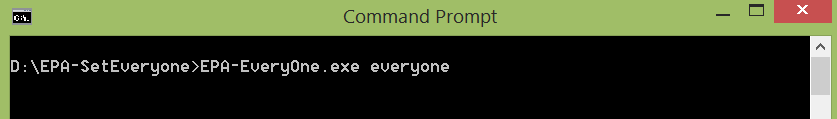 Command Prompt
D:\EPA-SetEveryone>EPA-EveryOne.exe everyone